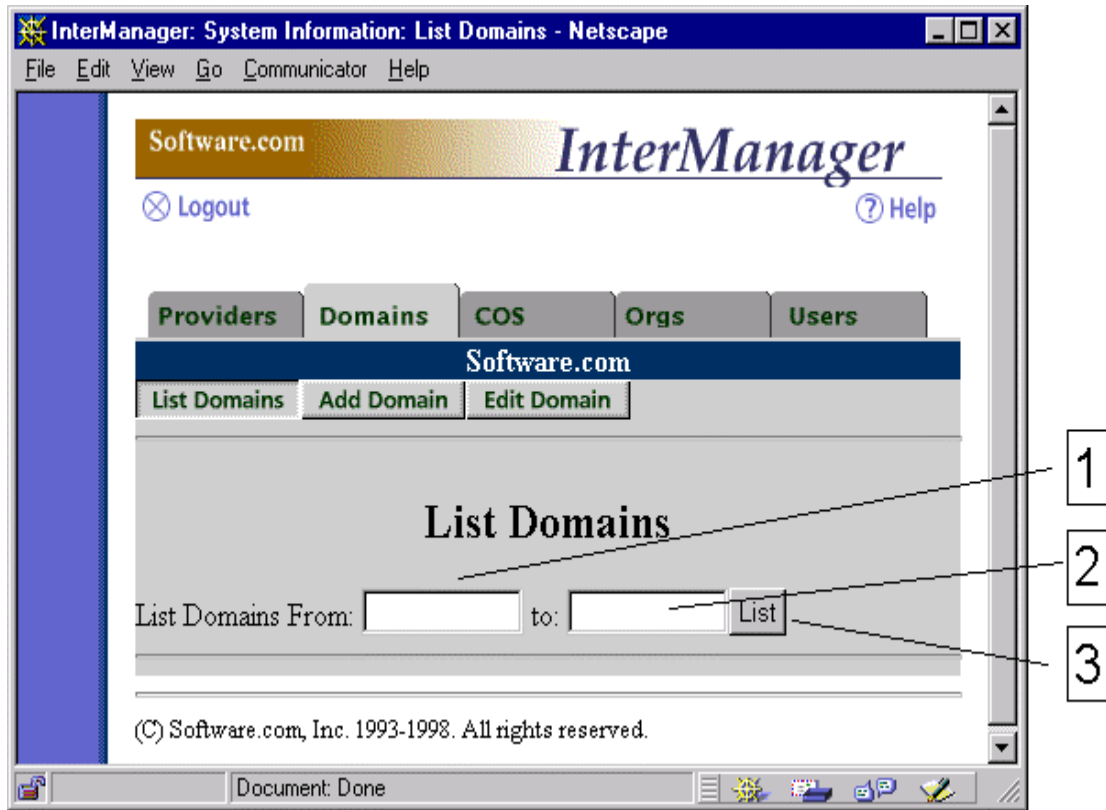 InterManager: System Information: List Domains - Netscape
File Edit View Go Communicator Help
Software.com
InterManager
Logout
Help
Providers Domains COS Orgs Users
Software.com
List Domains Add Domain Edit Domain
1
List Domains
2
List Domains From: to: List
3
(C) Software.com, Inc. 1993-1998. All rights reserved.
Document: Done